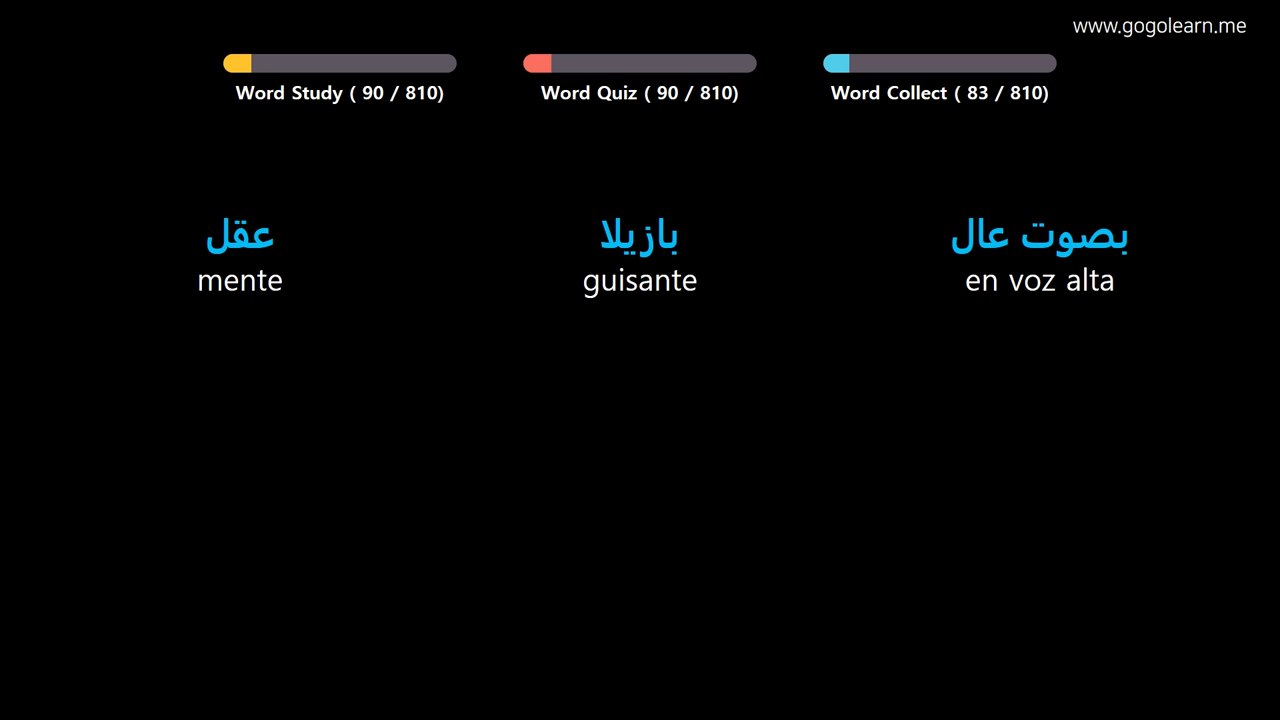 www.gogolearn.me
Word Study ( 90 / 810)
Word Quiz ( 90 / 810)
Word Collect ( 83 / 810)
عقل
mente
بازيلا
guisante
بصوت عال
en voz alta